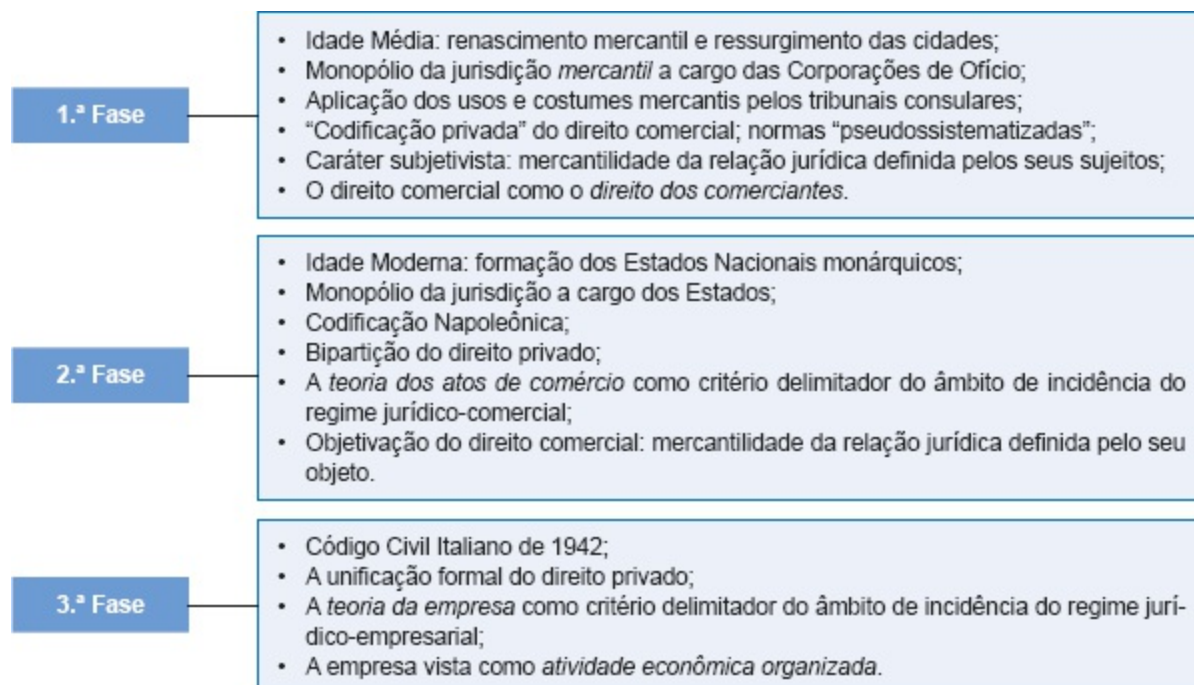 1.ª Fase
• Idade Média: renascimento mercantil e ressurgimento das cidades;
• Monopólio da jurisdição mercantil a cargo das Corporações de Ofício;
• Aplicação dos usos e costumes mercantis pelos tribunais consulares;
• “Codificação privada” do direito comercial; normas “pseudossistematizadas”;
• Caráter subjetivista: mercantilidade da relação jurídica definida pelos seus sujeitos;
• O direito comercial como o direito dos comerciantes.
2.ª Fase
• Idade Moderna: formação dos Estados Nacionais monárquicos;
• Monopólio da jurisdição a cargo dos Estados;
• Codificação Napoleônica;
• Bipartição do direito privado;
• A teoria dos atos de comércio como critério delimitador do âmbito de incidência do
regime jurídico-comercial;
• Objetivação do direito comercial: mercantilidade da relação jurídica definida pelo seu
objeto.
3.ª Fase
• Código Civil Italiano de 1942;
• A unificação formal do direito privado;
• A teoria da empresa como critério delimitador do âmbito de incidência do regime jurí-
dico-empresarial;
• A empresa vista como atividade econômica organizada.